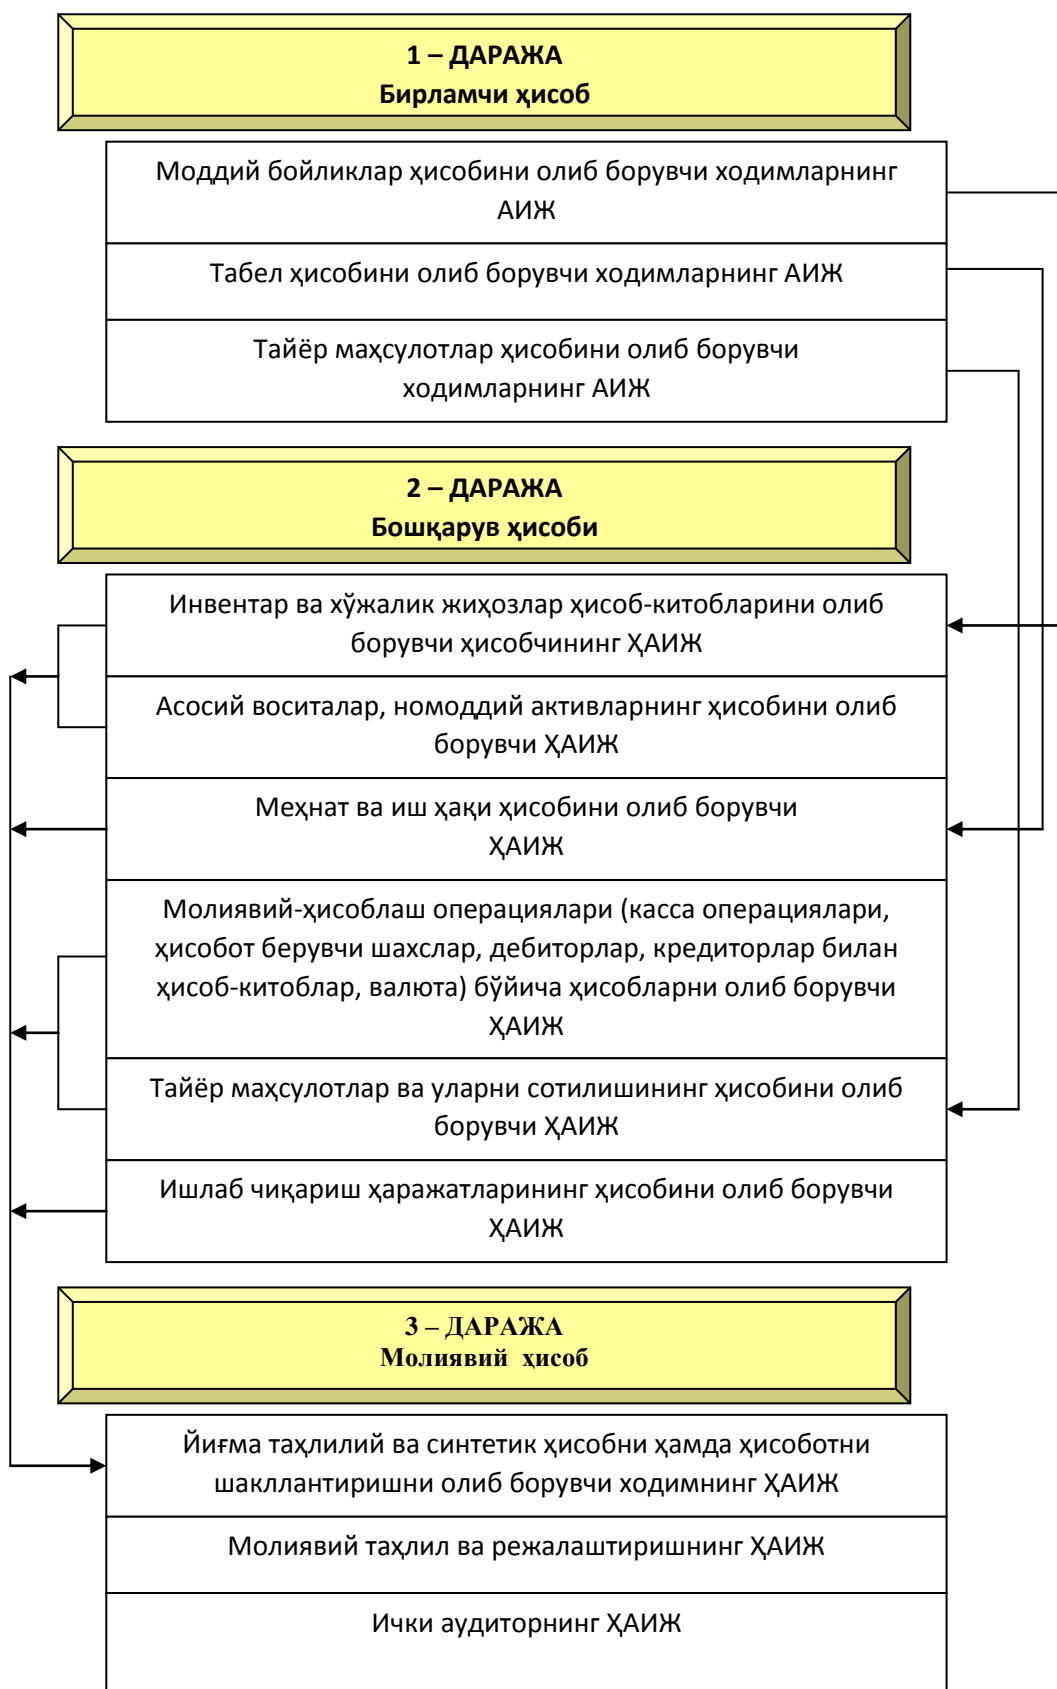 1 – ДАРАЖА
Бирламчи ҳисоб
Моддий бойликлар ҳисобини олиб борувчи ходимларнинг
АИЖ
Табел ҳисобини олиб борувчи ходимларнинг АИЖ
Тайёр маҳсулотлар ҳисобини олиб борувчи
ходимларнинг АИЖ
2 – ДАРАЖА
Бошқарув ҳисоби
Инвентар ва хўжалик жиҳозлар ҳисоб-китобларини олиб
борувчи ҳисобчининг ҲАИЖ
Асосий воситалар, номоддий активларнинг ҳисобини олиб
борувчи ҲАИЖ
Меҳнат ва иш ҳақи ҳисобини олиб борувчи
ҲАИЖ
Молиявий-ҳисоблаш операциялари (касса операциялари,
ҳисобот берувчи шахслар, дебиторлар, кредиторлар билан
ҳисоб-китоблар, валюта) бўйича ҳисобларни олиб борувчи
ҲАИЖ
Тайёр маҳсулотлар ва уларни сотилишининг ҳисобини олиб
борувчи ҲАИЖ
Ишлаб чиқариш ҳаражатларининг ҳисобини олиб борувчи
ҲАИЖ
3 – ДАРАЖА
Молиявий ҳисоб
Йиғма таҳлилий ва синтетик ҳисобни ҳамда ҳисоботни
шакллантиришни олиб борувчи ходимнинг ҲАИЖ
Молиявий таҳлил ва режалаштиришнинг ҲАИЖ
Ички аудиторнинг ҲАИЖ